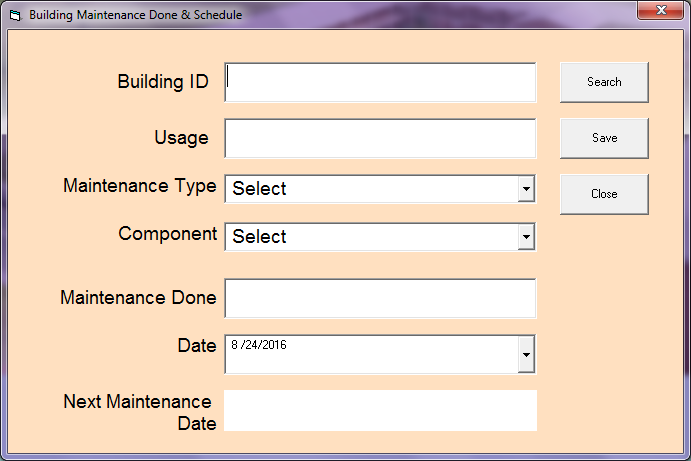 Building Maintenance Done & Schedule
Building ID
Search
Usage
Save
Maintenance Type
Select
Close
Component
Select
Maintenance Done
Date
8 /24/2016
Next Maintenance
Date